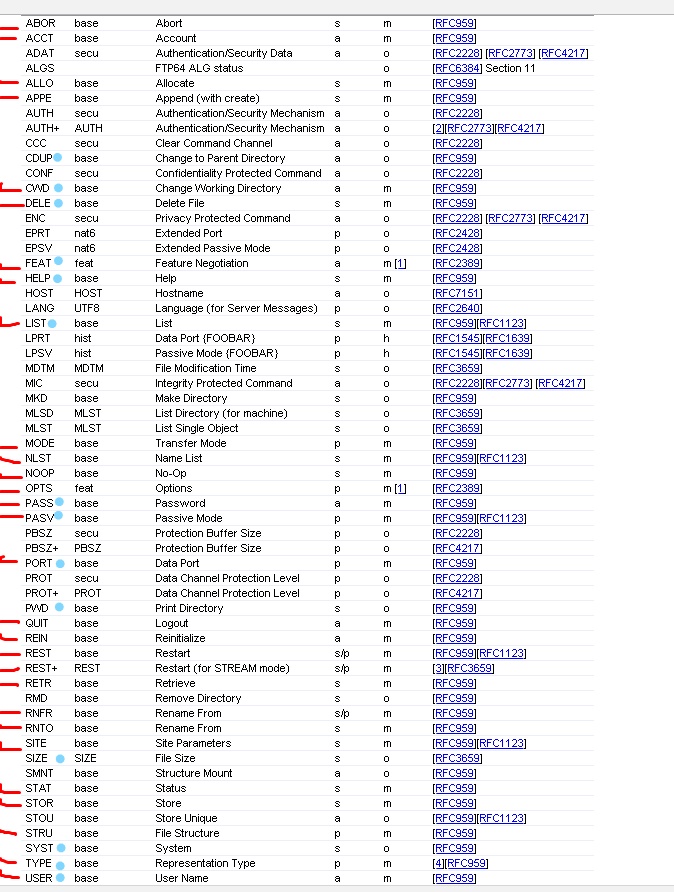 ABOR base Abort s m [RFC959]
ACCT base Account a m [RFC959]
ADAT secu Authentication/Security Data a o [RFC2228] [RFC2773] [RFC4217]
ALGS FTP64 ALG status o [RFC6384] Section 11
ALLO base Allocate s m [RFC959]
APPE base Append (with create) s m [RFC959]
AUTH secu Authentication/Security Mechanism a o [RFC2228]
AUTH+ AUTH Authentication/Security Mechanism a o [2][RFC2773][RFC4217]
CCC secu Clear Command Channel a o [RFC2228]
CDUP base Change to Parent Directory a o [RFC959]
CONF secu Confidentiality Protected Command a o [RFC2228]
CWD base Change Working Directory a m [RFC959]
DELE base Delete File s m [RFC959]
ENC secu Privacy Protected Command a o [RFC2228] [RFC2773] [RFC4217]
EPRT nat6 Extended Port p o [RFC2428]
EPSV nat6 Extended Passive Mode p o [RFC2428]
FEAT feat Feature Negotiation a m [1] [RFC2389]
HELP base Help s m [RFC959]
HOST HOST Hostname a o [RFC7151]
LANG UTF8 Language (for Server Messages) p o [RFC2640]
LIST base List s m [RFC959][RFC1123]
LPRT hist Data Port {FOOBAR} p h [RFC1545][RFC1639]
LPSV hist Passive Mode {FOOBAR} p h [RFC1545][RFC1639]
MDTM MDTM File Modification Time s o [RFC3659]
MIC secu Integrity Protected Command a o [RFC2228][RFC2773] [RFC4217]
MKD base Make Directory s o [RFC959]
MLSD MLST List Directory (for machine) s o [RFC3659]
MLST MLST List Single Object s o [RFC3659]
MODE base Transfer Mode p m [RFC959]
NLST base Name List s m [RFC959][RFC1123]
NOOP base No-Op s m [RFC959]
OPTS feat Options p m [1] [RFC2389]
PASS base Password a m [RFC959]
PASV base Passive Mode p m [RFC959][RFC1123]
PBSZ secu Protection Buffer Size p o [RFC2228]
PBSZ+ PBSZ Protection Buffer Size p o [RFC4217]
PORT base Data Port p m [RFC959]
PROT secu Data Channel Protection Level p o [RFC2228]
PROT+ PROT Data Channel Protection Level p o [RFC4217]
PWD base Print Directory s o [RFC959]
QUIT base Logout a m [RFC959]
REIN base Reinitialize a m [RFC959]
REST base Restart s/p m [RFC959][RFC1123]
REST+ REST Restart (for STREAM mode) s/p m [3][RFC3659]
RETR base Retrieve s m [RFC959]
RMD base Remove Directory s o [RFC959]
RNFR base Rename From s/p m [RFC959]
RNTO base Rename From s m [RFC959]
SITE base Site Parameters s m [RFC959][RFC1123]
SIZE SIZE File Size s o [RFC3659]
SMNT base Structure Mount a o [RFC959]
STAT base Status s m [RFC959]
STOR base Store s m [RFC959]
STOU base Store Unique a o [RFC959][RFC1123]
STRU base File Structure p m [RFC959]
SYST base System s o [RFC959]
TYPE base Representation Type p m [4][RFC959]
USER base User Name a m [RFC959]